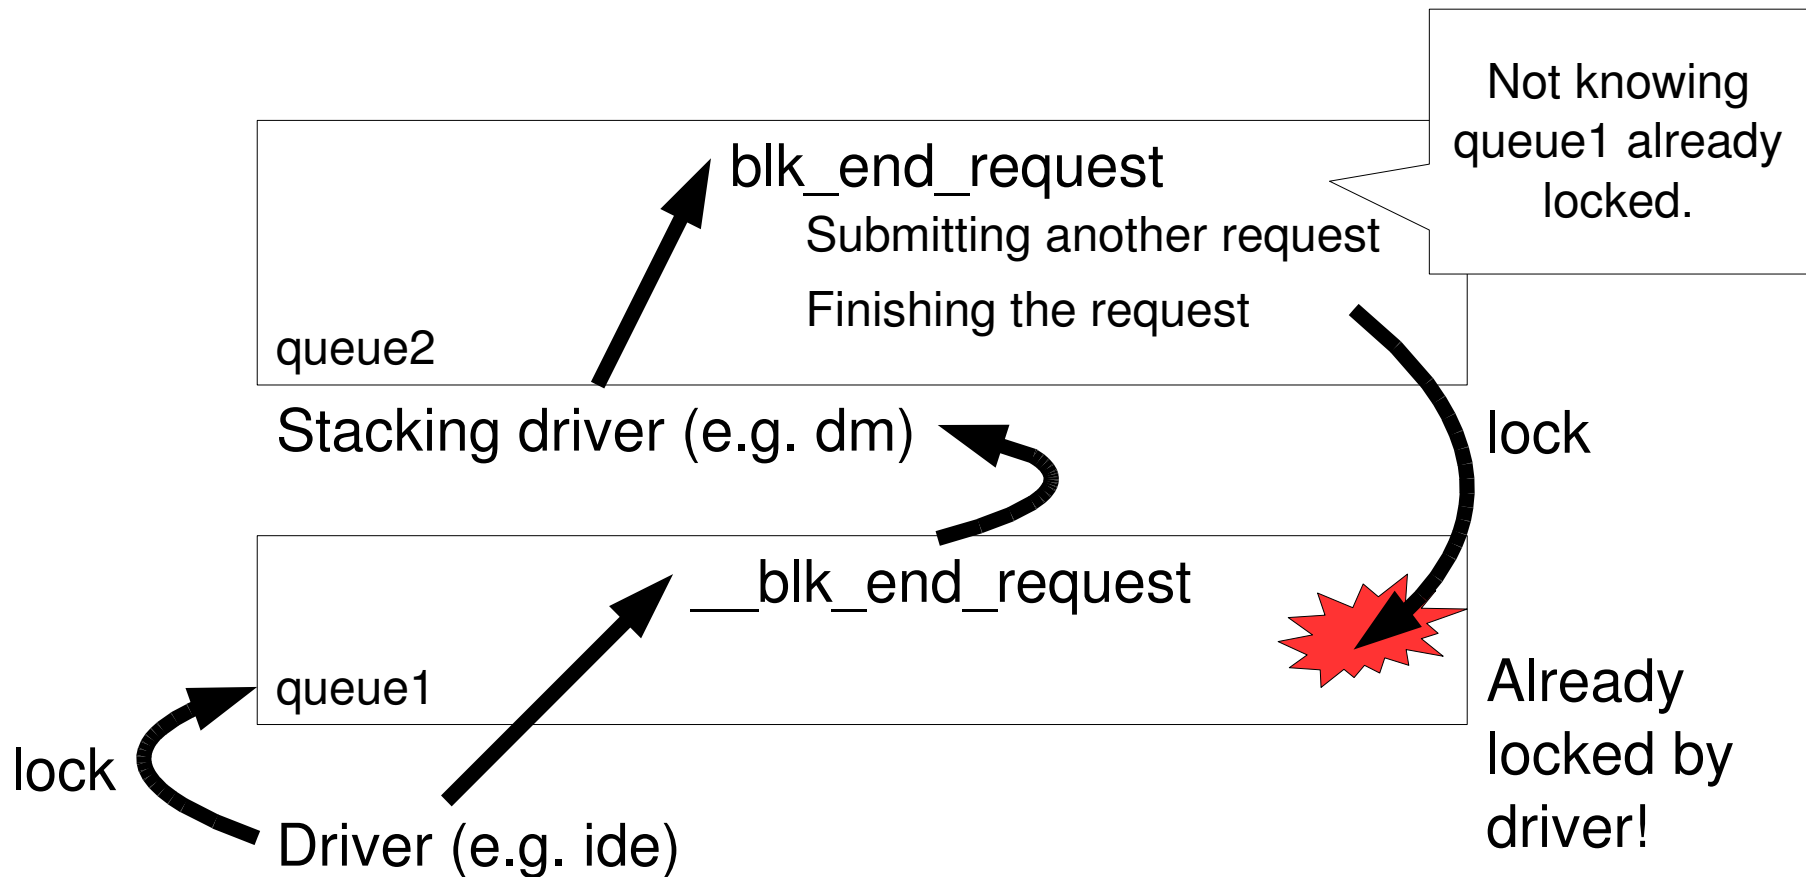 Not knowing
queue1 already
locked.
blk_end_request
Submitting another request
Finishing the request
queue2
Stacking driver (e.g. dm)
lock
__blk_end_request
queue1
Already
locked by
driver!
lock
Driver (e.g. ide)